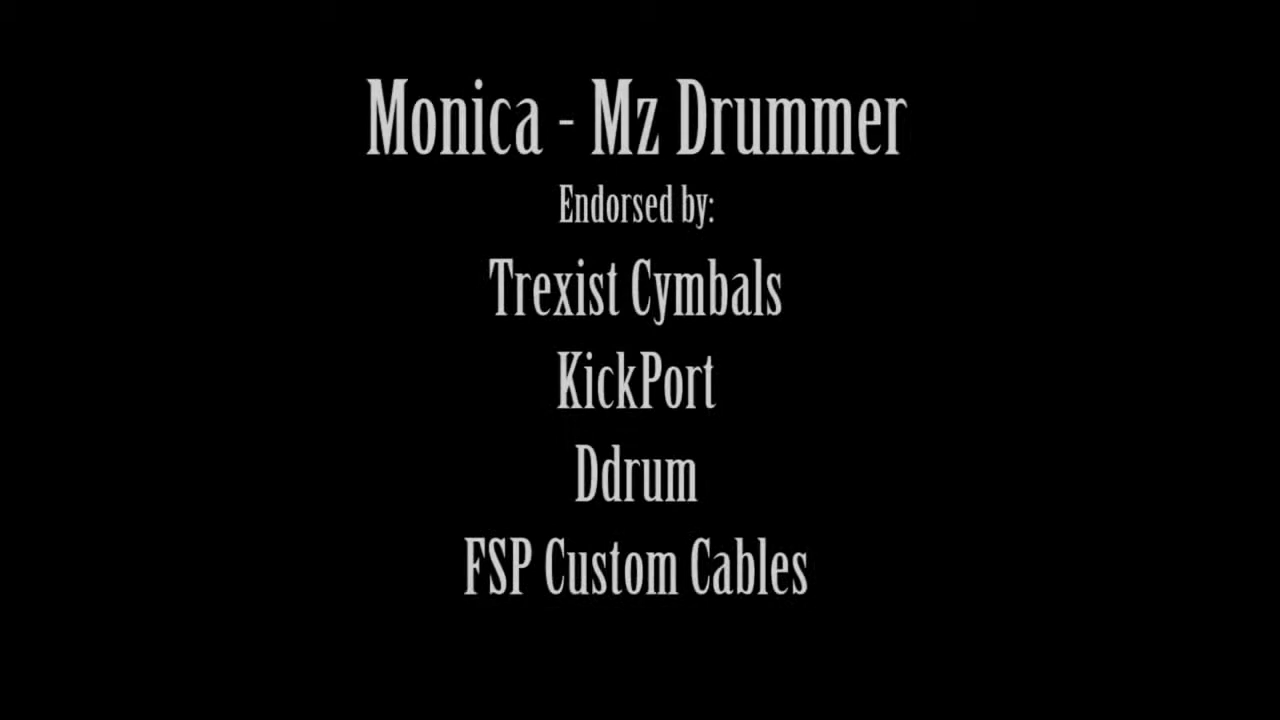 Monica - Mz Drummer
Endorsed by:
Trexist Cymbals
KickPort
Ddrum
FSP Custom Cables